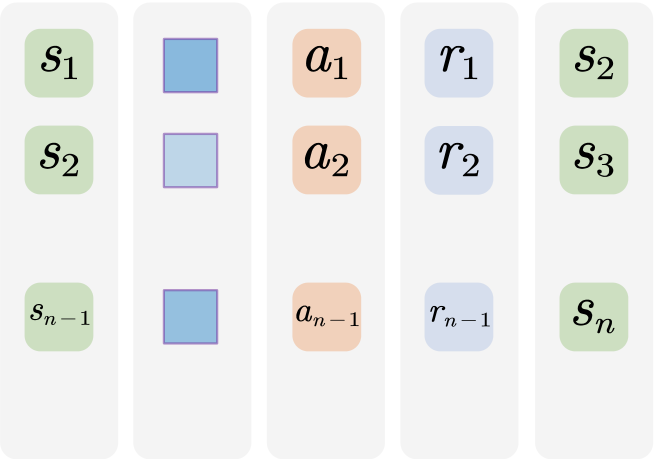 s₁ a₁ r₁ s₂
s₂ a₂ r₂ s₃
sₙ₋₁ aₙ₋₁ rₙ₋₁ sₙ